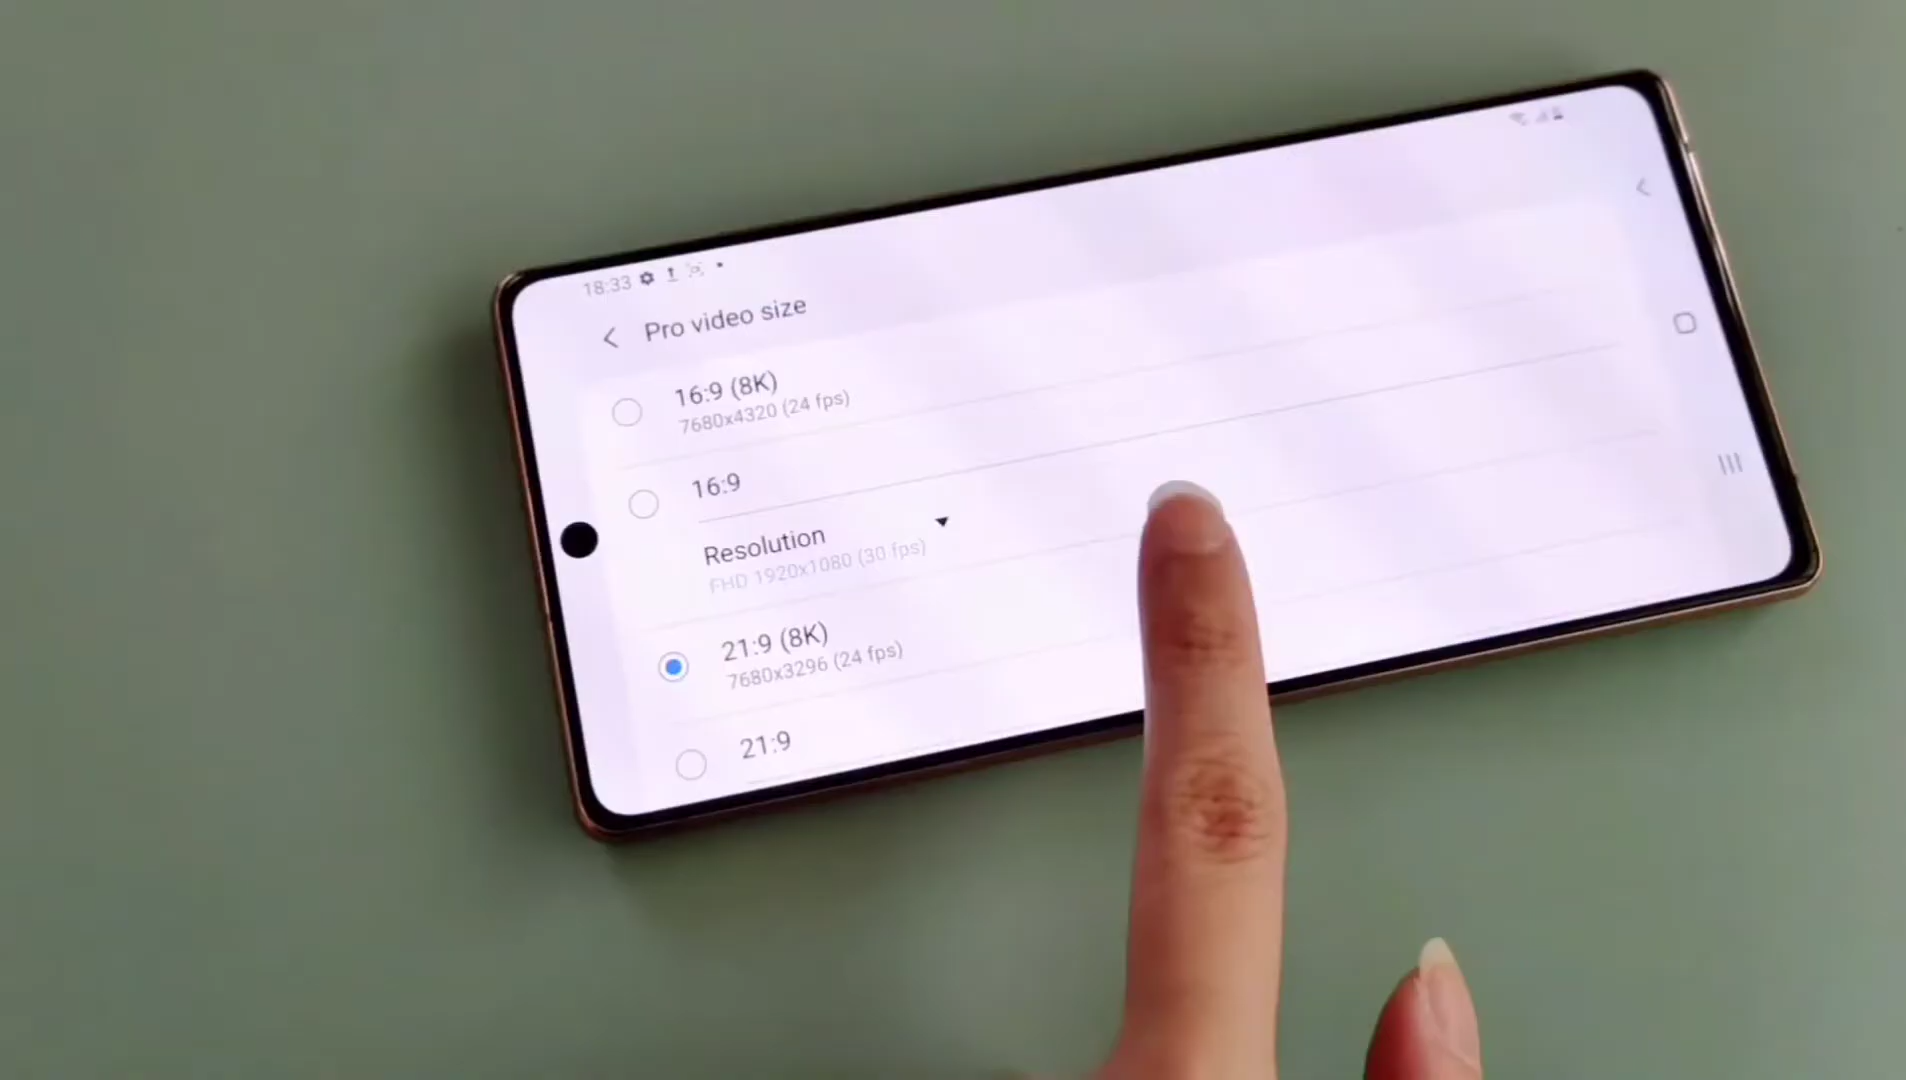 18:33
Pro video size
16:9 (8K)
7680x4320 (24 fps)
16:9
Resolution
FHD 1920x1080 (30 fps)
21:9 (8K)
7680x3296 (24 fps)
21:9